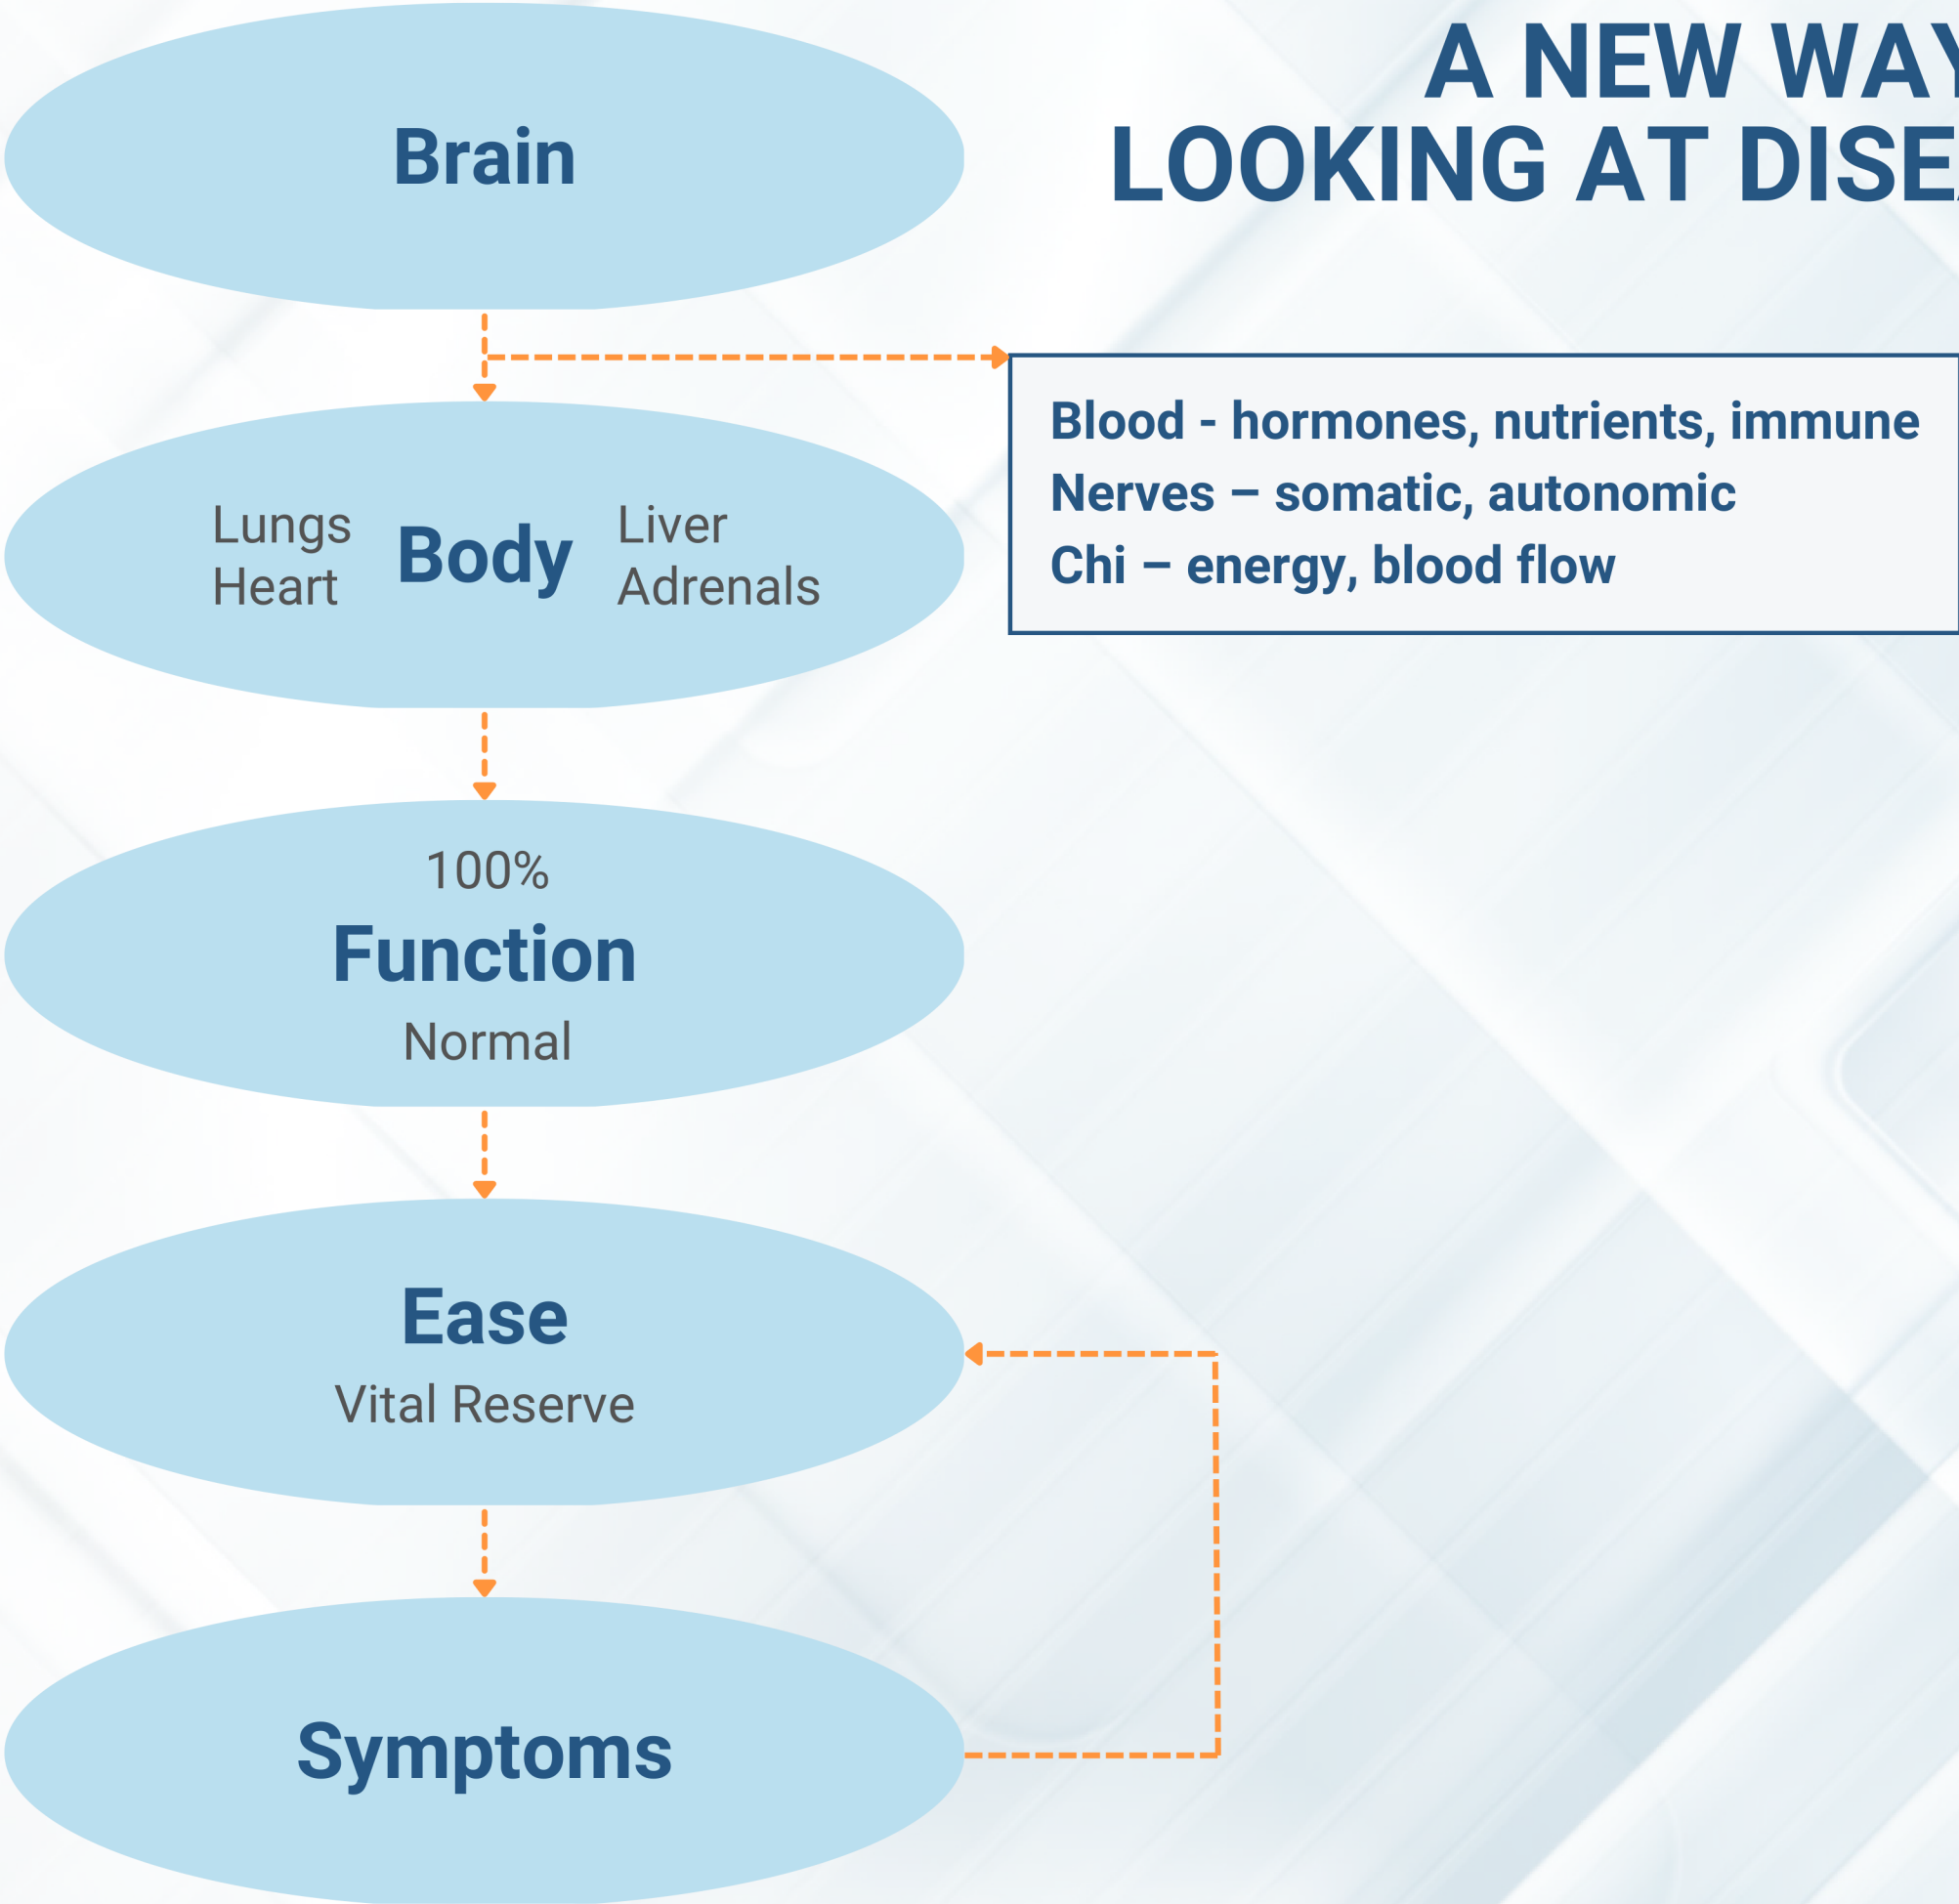 A NEW WAY
LOOKING AT DISEA
Brain
Blood - hormones, nutrients, immune
Nerves – somatic, autonomic
Chi – energy, blood flow
Lungs
Heart
Body
Liver
Adrenals
100%
Function
Normal
Ease
Vital Reserve
Symptoms